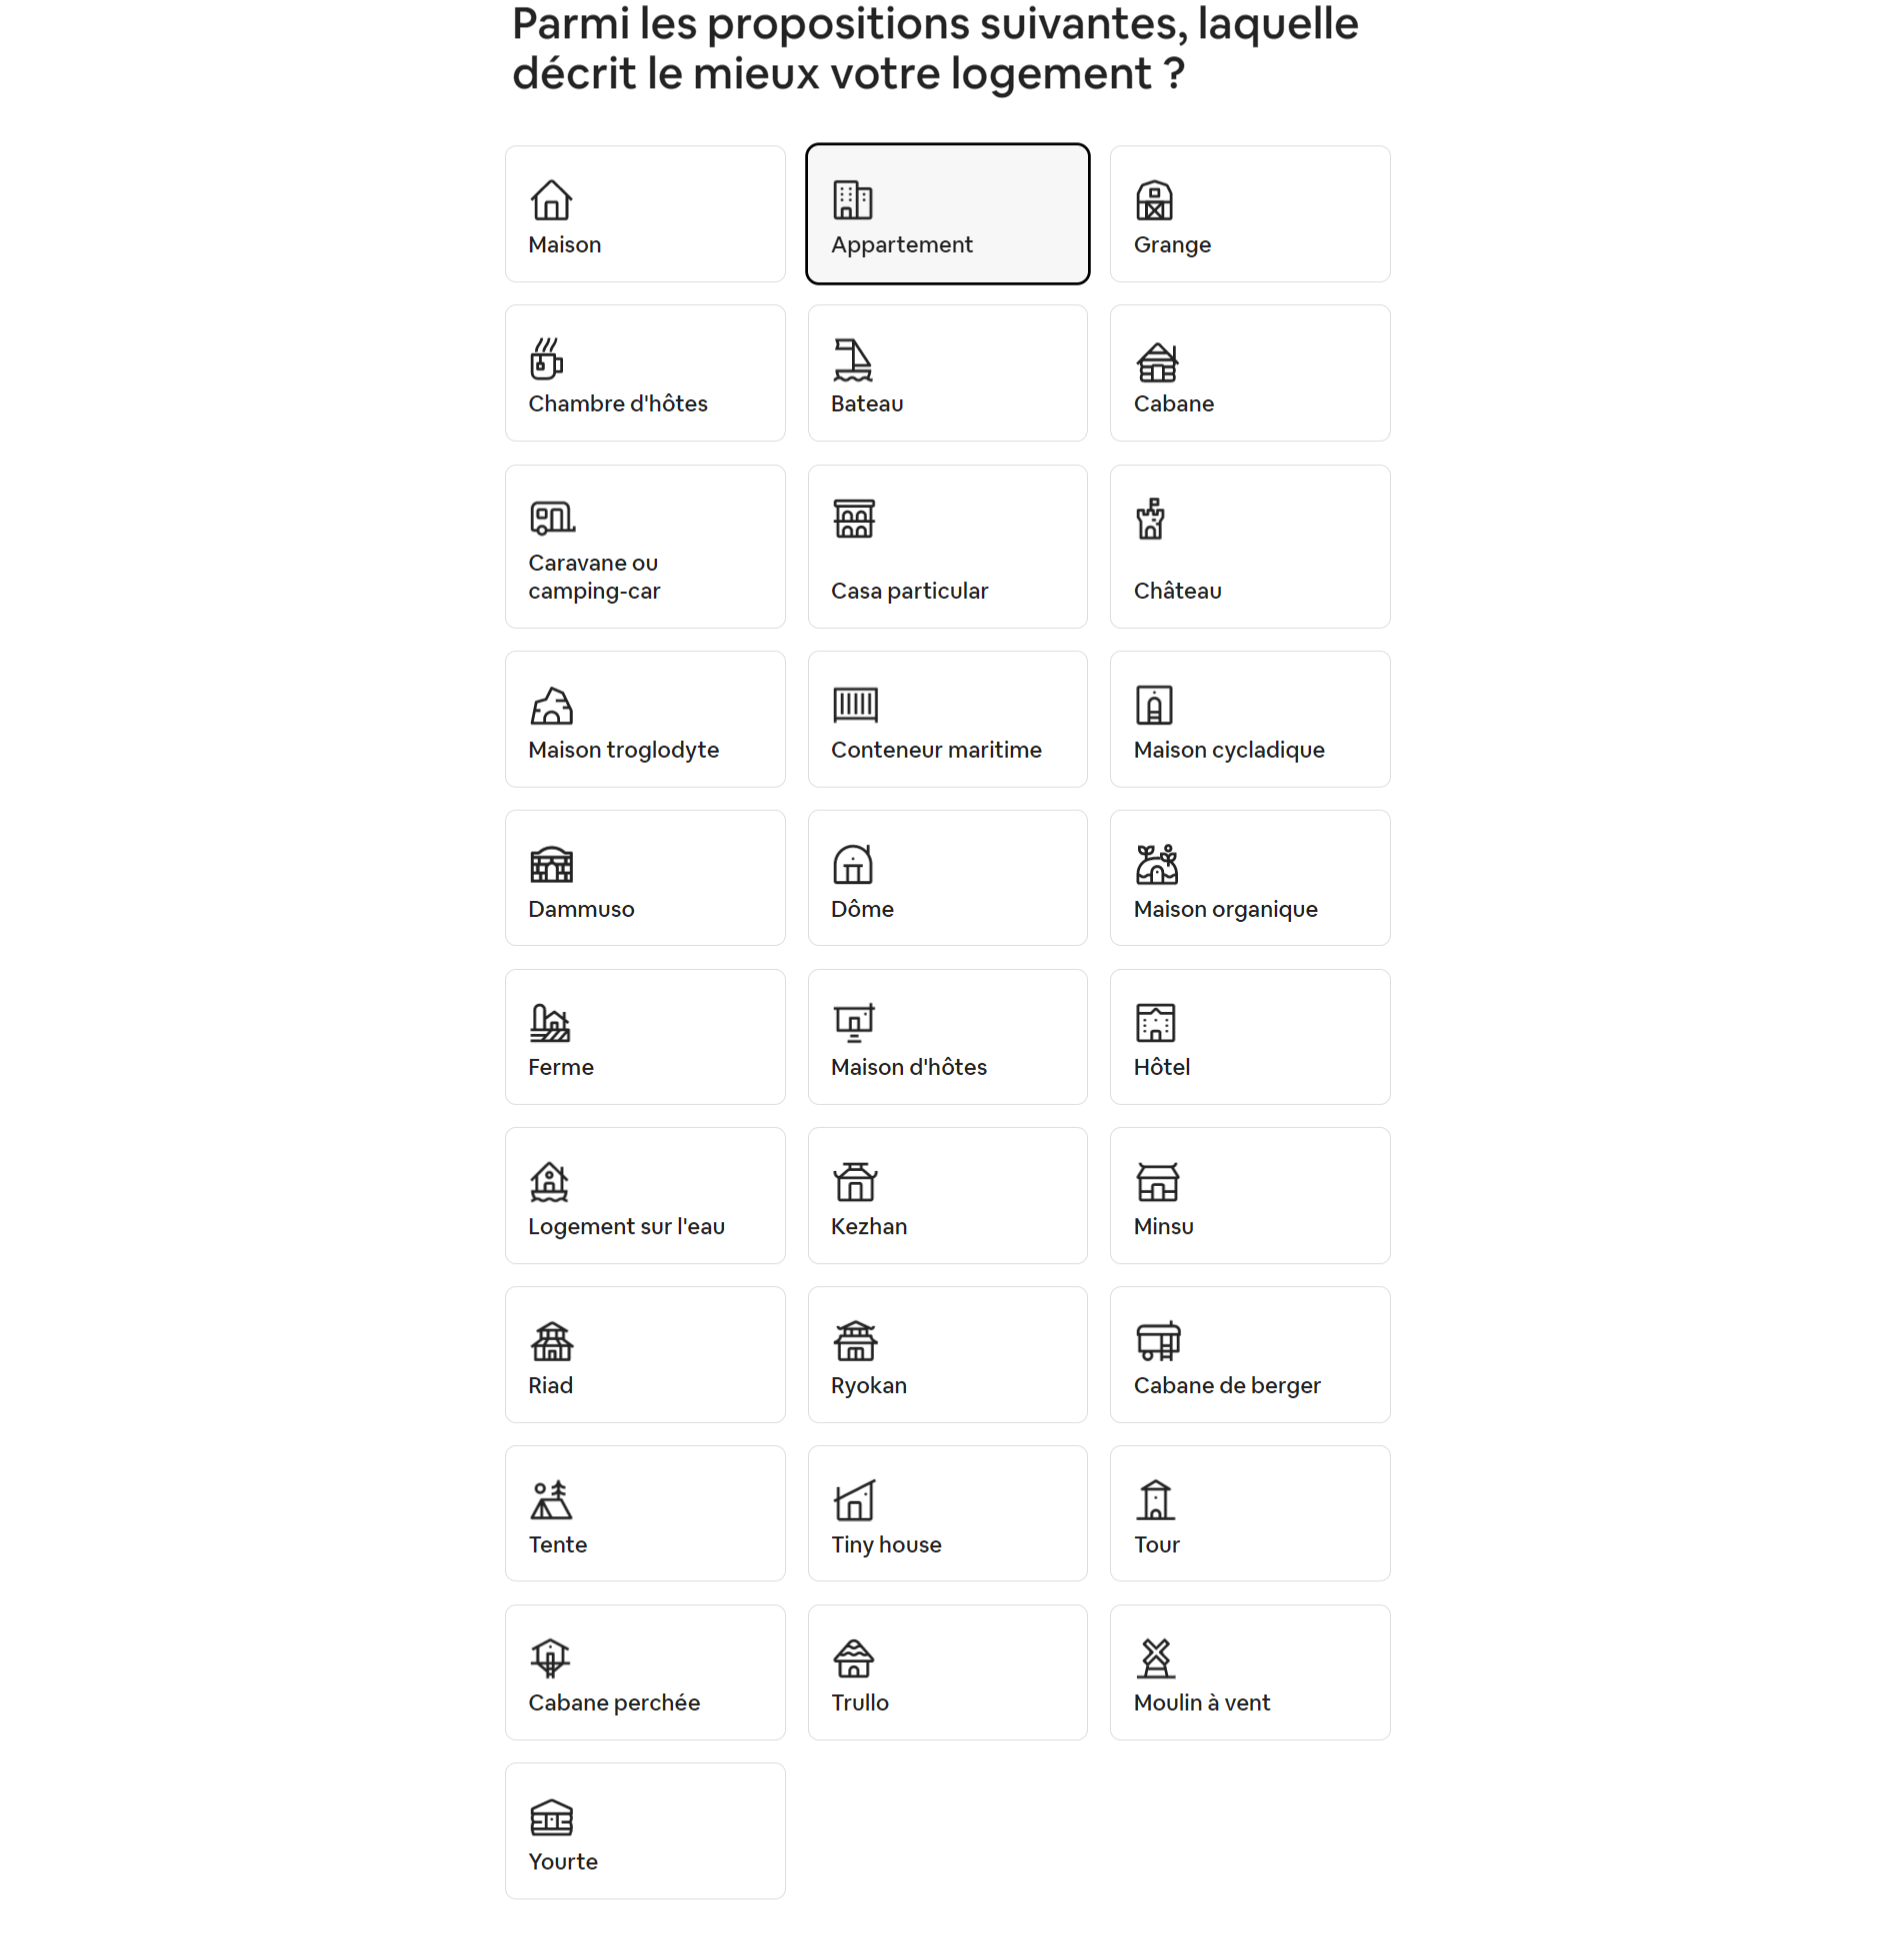 Parmi les propositions suivantes, laquelle
décrit le mieux votre logement ?
Maison
Appartement
Grange
Chambre d'hôtes
Bateau
Cabane
Caravane ou
camping-car
Casa particular
Château
Maison troglodyte
Conteneur maritime
Maison cycladique
Dammuso
Dôme
Maison organique
Ferme
Maison d'hôtes
Hôtel
Logement sur l'eau
Kezhan
Minsu
Riad
Ryokan
Cabane de berger
Tente
Tiny house
Tour
Cabane perchée
Trullo
Moulin à vent
Yourte